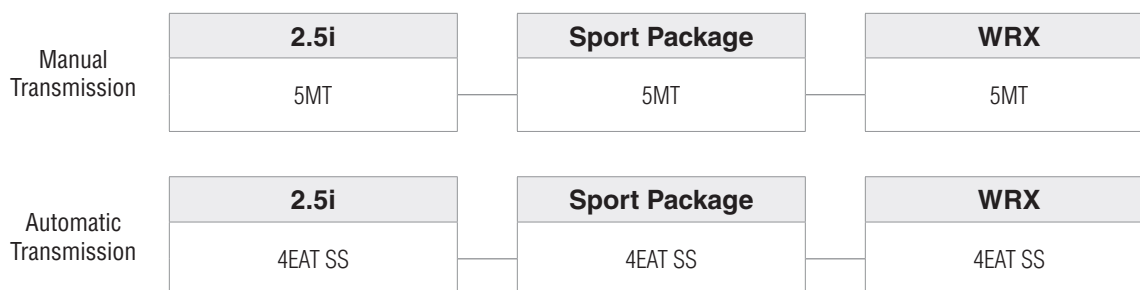 2.5i Sport Package WRX
Manual
Transmission
5MT 5MT 5MT
2.5i Sport Package WRX
Automatic
Transmission
4EAT SS 4EAT SS 4EAT SS